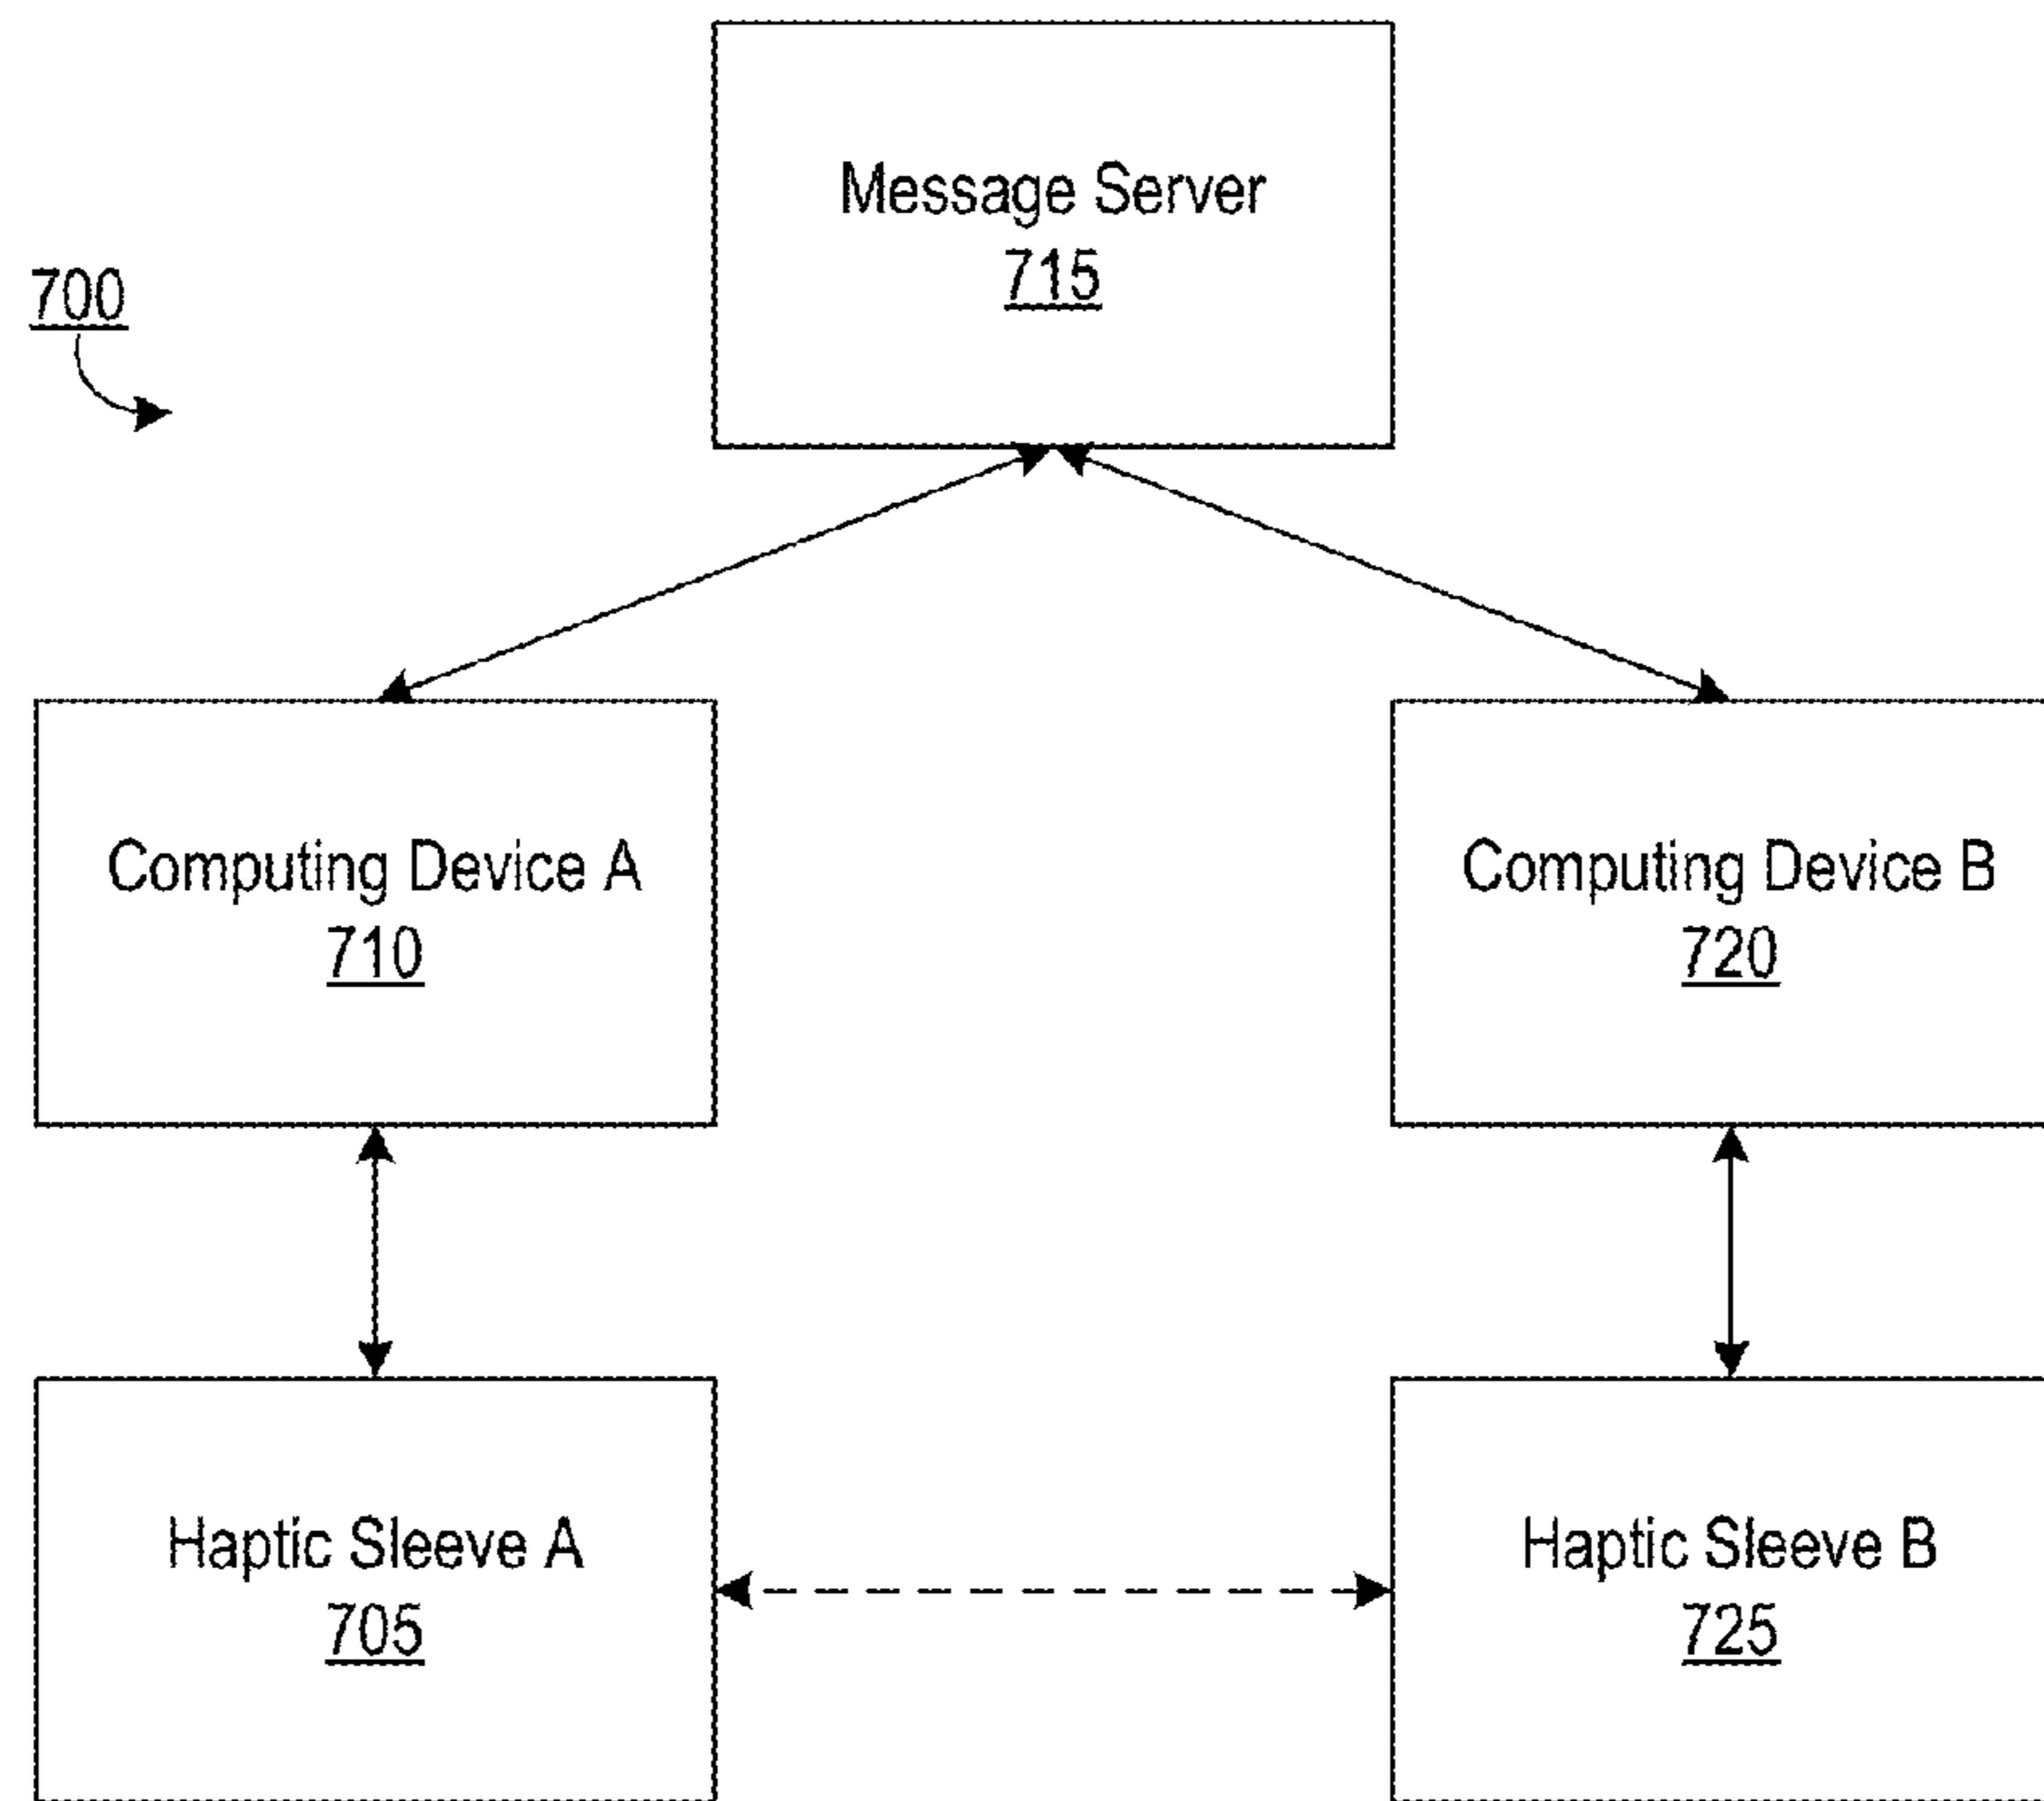 Message Server
715
700
Computing Device A
710
Computing Device B
720
Haptic Sleeve A
705
Haptic Sleeve B
725